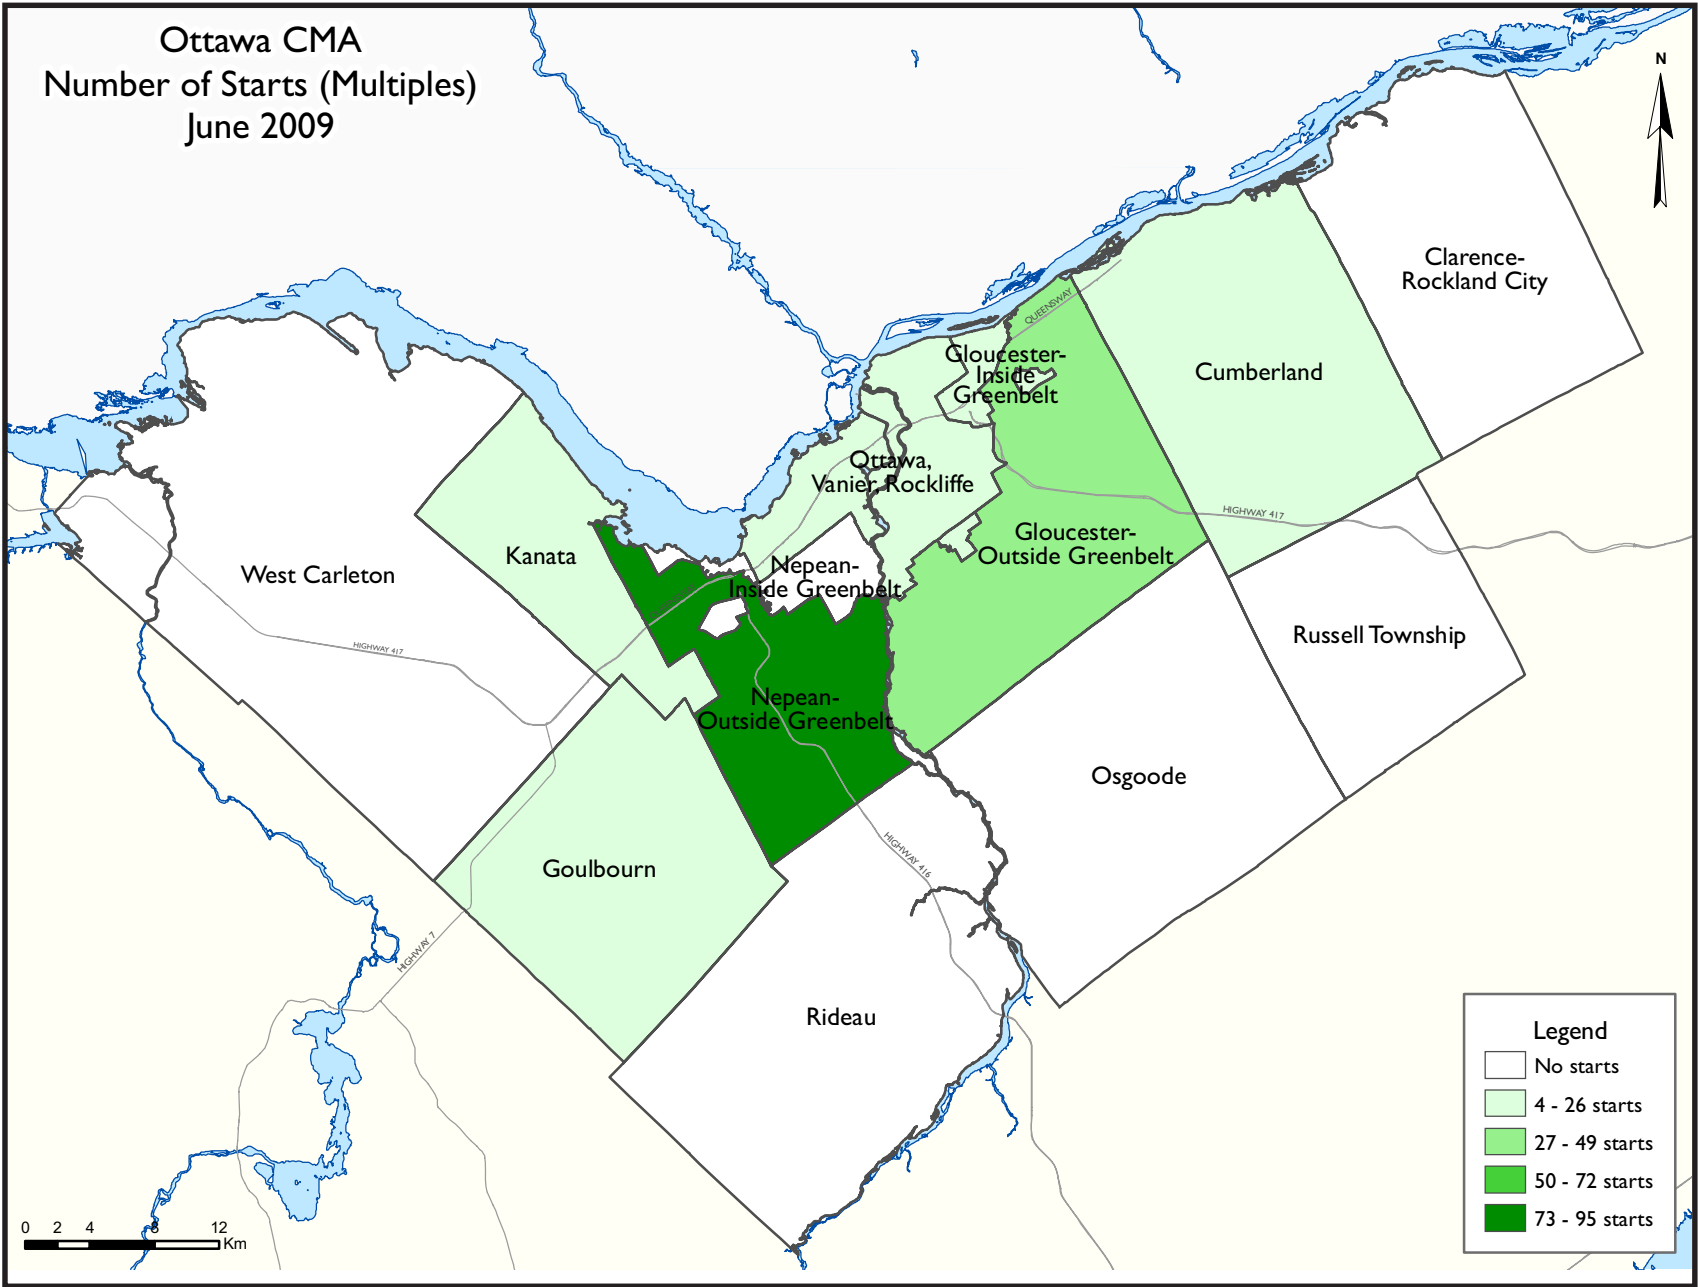 Ottawa CMA
Number of Starts (Multiples)
June 2009
N
QUEENSWAY
Clarence-
Rockland City
Gloucester-
Inside
Greenbelt
Cumberland
Ottawa,
Vanier, Rockliffe
HIGHWAY 417
Gloucester-
Outside Greenbelt
Kanata
West Carleton
Nepean-
Inside Greenbelt
Russell Township
HIGHWAY 417
Nepean-
Outside Greenbelt
Osgoode
HIGHWAY 416
Goulbourn
HIGHWAY 7
Rideau
Legend
No starts
4 - 26 starts
27 - 49 starts
50 - 72 starts
73 - 95 starts
0 2 4 8 12
Km